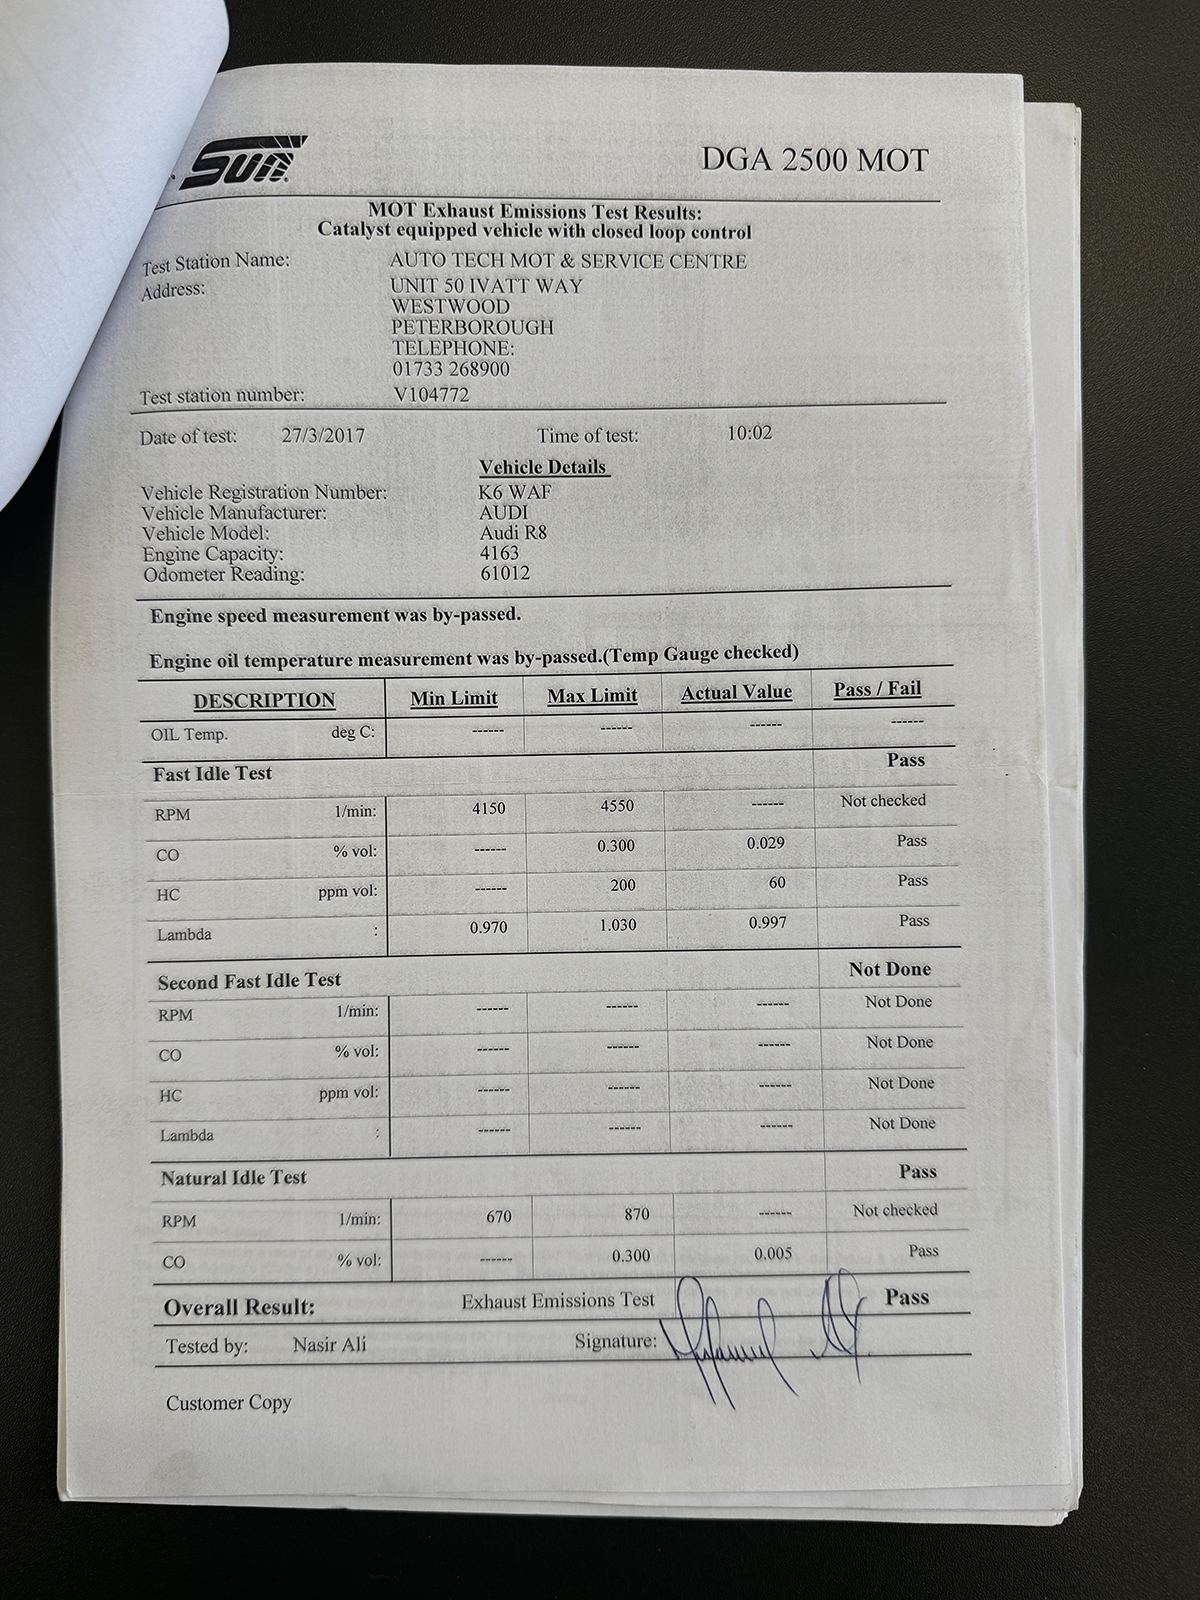 Sun
DGA 2500 MOT
MOT Exhaust Emissions Test Results:
Catalyst equipped vehicle with closed loop control
Test Station Name: AUTO TECH MOT & SERVICE CENTRE
Address: UNIT 50 IVATT WAY
WESTWOOD
PETERBOROUGH
TELEPHONE:
01733 268900
Test station number: V104772
Date of test: 27/3/2017 Time of test: 10:02
Vehicle Details
Vehicle Registration Number: K6 WAF
Vehicle Manufacturer: AUDI
Vehicle Model: Audi R8
Engine Capacity: 4163
Odometer Reading: 61012
Engine speed measurement was by-passed.
Engine oil temperature measurement was by-passed.(Temp Gauge checked)
DESCRIPTION Min Limit Max Limit Actual Value Pass / Fail
OIL Temp. deg C: ------ ------ ------ ------
Fast Idle Test Pass
RPM 1/min: 4150 4550 ------ Not checked
CO % vol: ------ 0.300 0.029 Pass
HC ppm vol: ------ 200 60 Pass
Lambda : 0.970 1.030 0.997 Pass
Second Fast Idle Test Not Done
RPM 1/min: ------ ------ ------ Not Done
CO % vol: ------ ------ ------ Not Done
HC ppm vol: ------ ------ ------ Not Done
Lambda : ------ ------ ------ Not Done
Natural Idle Test Pass
RPM 1/min: 670 870 ------ Not checked
CO % vol: ------ 0.300 0.005 Pass
Overall Result: Exhaust Emissions Test Pass
Tested by: Nasir Ali Signature:
Customer Copy